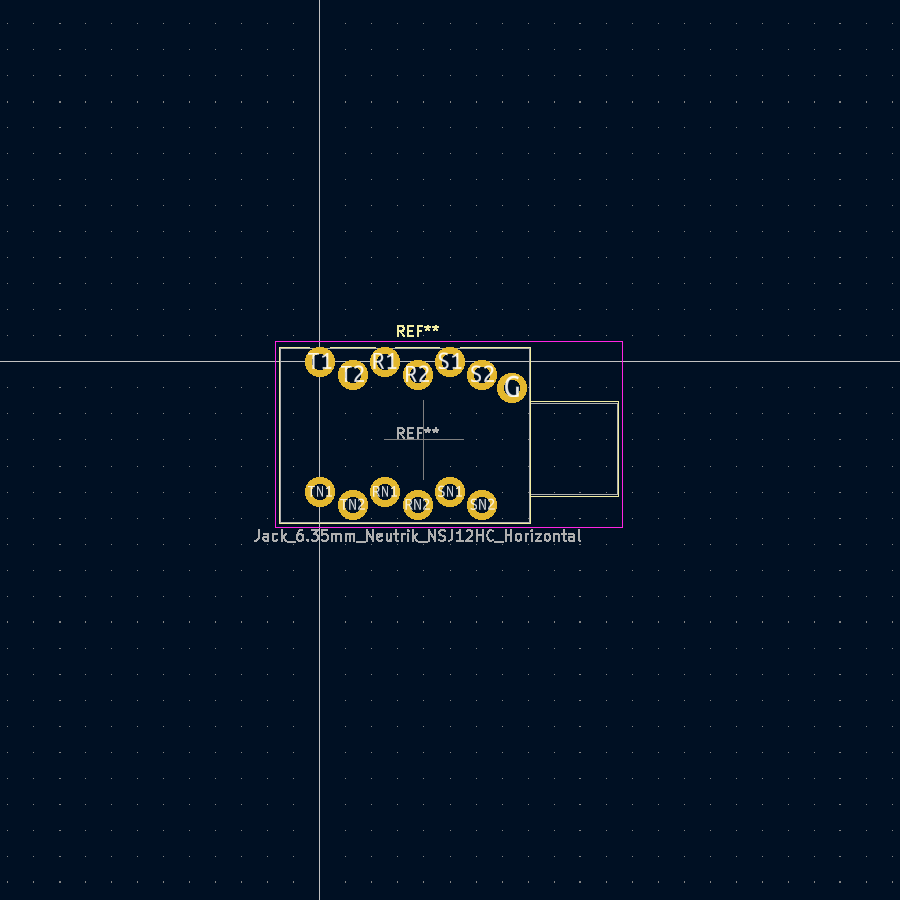 REF**
T1 R1 S1
T2 R2 S2
G
REF**
TN1 RN1 SN1
TN2 RN2 SN2
Jack_6.35mm_Neutrik_NSJ12HC_Horizontal